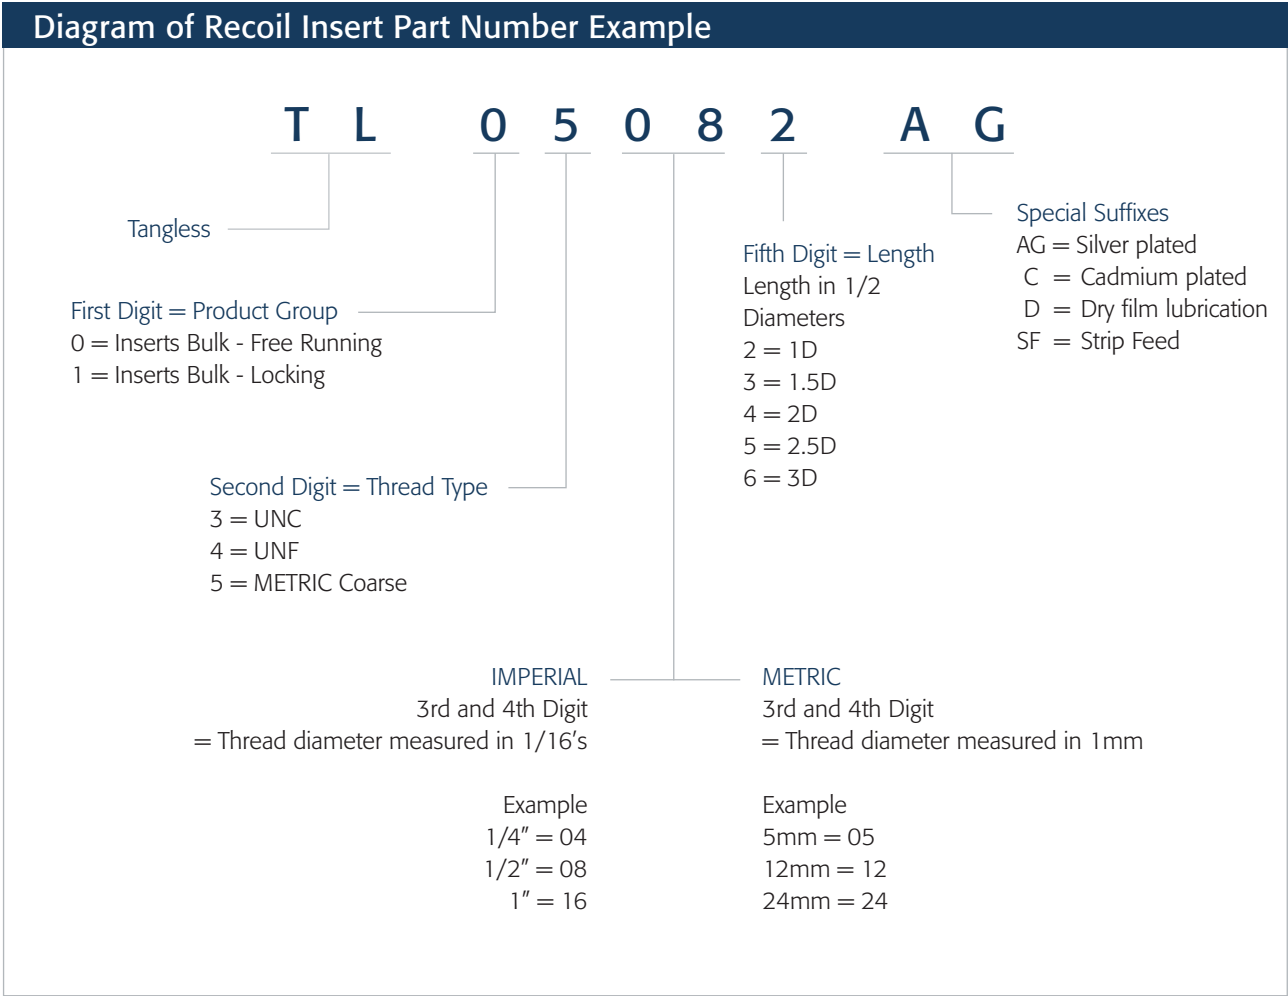 Diagram of Recoil Insert Part Number Example
T L 0 5 0 8 2 A G
Tangless
First Digit = Product Group
0 = Inserts Bulk - Free Running
1 = Inserts Bulk - Locking
Second Digit = Thread Type
3 = UNC
4 = UNF
5 = METRIC Coarse
IMPERIAL
3rd and 4th Digit
= Thread diameter measured in 1/16's
Example
1/4" = 04
1/2" = 08
1" = 16
METRIC
3rd and 4th Digit
= Thread diameter measured in 1mm
Example
5mm = 05
12mm = 12
24mm = 24
Fifth Digit = Length
Length in 1/2
Diameters
2 = 1D
3 = 1.5D
4 = 2D
5 = 2.5D
6 = 3D
Special Suffixes
AG = Silver plated
C = Cadmium plated
D = Dry film lubrication
SF = Strip Feed